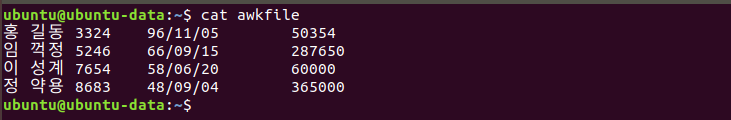 ubuntu@ubuntu-data:~$ cat awkfile
홍 길동 3324 96/11/05 50354
임 꺽정 5246 66/09/15 287650
이 성계 7654 58/06/20 60000
정 약용 8683 48/09/04 365000
ubuntu@ubuntu-data:~$